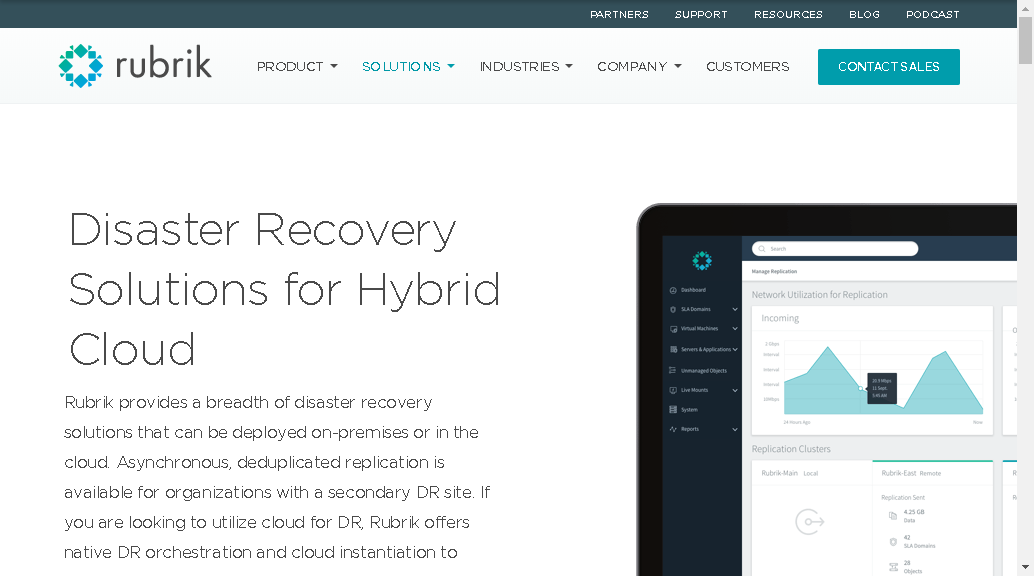 PARTNERS SUPPORT RESOURCES BLOG PODCAST
rubrik PRODUCT SOLUTIONS INDUSTRIES COMPANY CUSTOMERS CONTACT SALES
Disaster Recovery
Solutions for Hybrid
Cloud
Rubrik provides a breadth of disaster recovery
solutions that can be deployed on-premises or in the
cloud. Asynchronous, deduplicated replication is
available for organizations with a secondary DR site. If
you are looking to utilize cloud for DR, Rubrik offers
native DR orchestration and cloud instantiation to
Search
Manage Replication
Dashboard
SLA Domains
Virtual Machines
Servers & Applications
Unmanaged Objects
Live Mounts
System
Reports
Network Utilization for Replication
Incoming
2 Gbps
Interval
Interval
Interval
10Mbps
20.9 Mbps
11 Sept
5:45 AM
24 Hours Ago Now
Replication Clusters
Rubrik-Main Local
Rubrik-East Remote
Replication Sent
4.25 GB
Data
42
SLA Domains
28
Objects